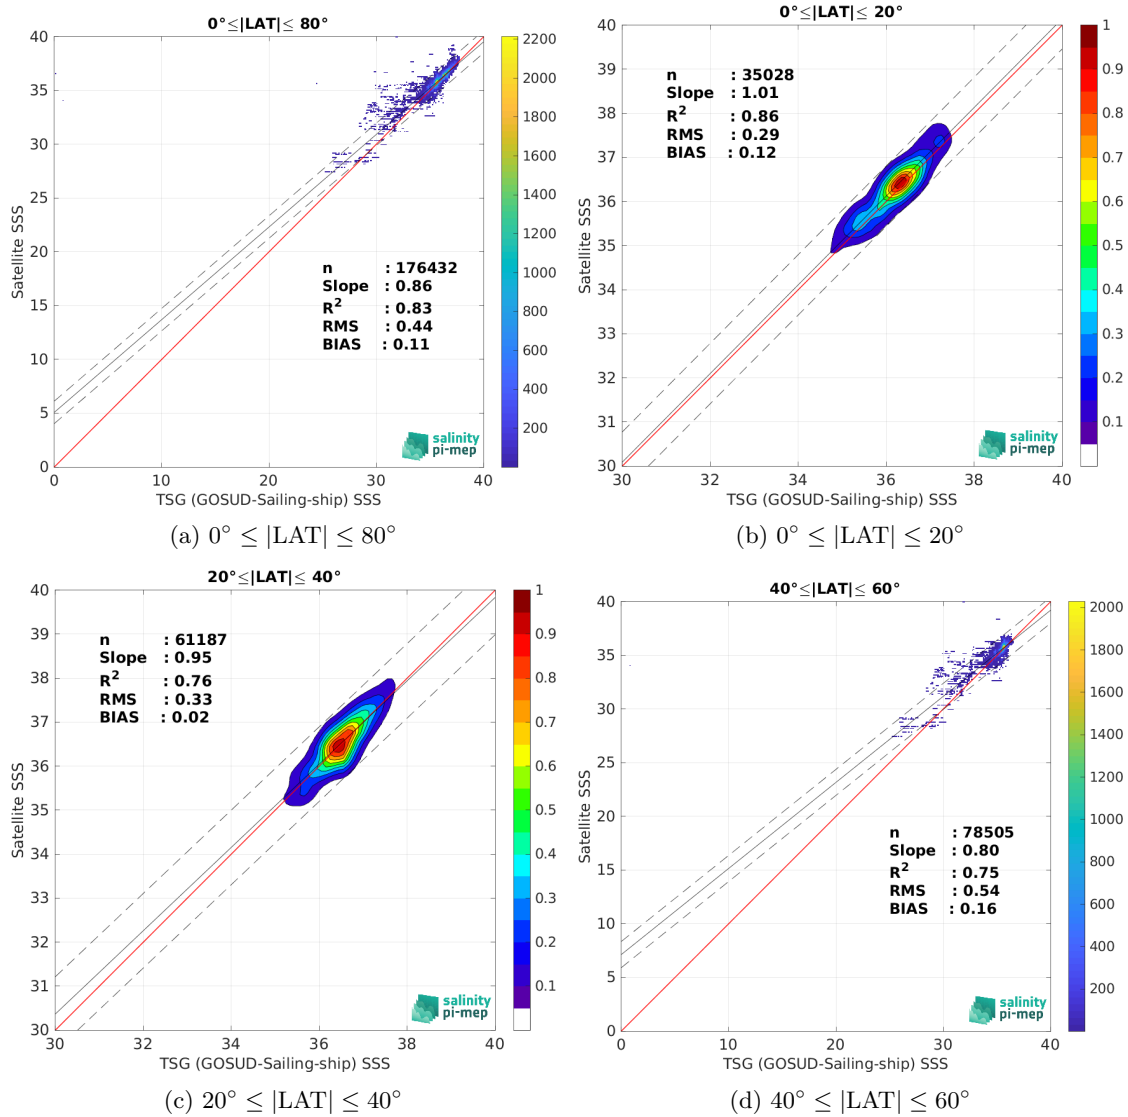 0°≤|LAT|≤ 80°
40
35
30
25
20
15
10
5
0
Satellite SSS
n : 176432
Slope : 0.86
R² : 0.83
RMS : 0.44
BIAS : 0.11
salinity
pi-mep
0 10 20 30 40
TSG (GOSUD-Sailing-ship) SSS
2200
2000
1800
1600
1400
1200
1000
800
600
400
200
(a) 0° ≤ |LAT| ≤ 80°
0°≤|LAT|≤ 20°
40
39
38
37
36
35
34
33
32
31
30
Satellite SSS
n : 35028
Slope : 1.01
R² : 0.86
RMS : 0.29
BIAS : 0.12
salinity
pi-mep
30 32 34 36 38 40
TSG (GOSUD-Sailing-ship) SSS
1
0.9
0.8
0.7
0.6
0.5
0.4
0.3
0.2
0.1
(b) 0° ≤ |LAT| ≤ 20°
20°≤|LAT|≤ 40°
40
39
38
37
36
35
34
33
32
31
30
Satellite SSS
n : 61187
Slope : 0.95
R² : 0.76
RMS : 0.33
BIAS : 0.02
salinity
pi-mep
30 32 34 36 38 40
TSG (GOSUD-Sailing-ship) SSS
1
0.9
0.8
0.7
0.6
0.5
0.4
0.3
0.2
0.1
(c) 20° ≤ |LAT| ≤ 40°
40°≤|LAT|≤ 60°
40
35
30
25
20
15
10
5
0
Satellite SSS
n : 78505
Slope : 0.80
R² : 0.75
RMS : 0.54
BIAS : 0.16
salinity
pi-mep
0 10 20 30 40
TSG (GOSUD-Sailing-ship) SSS
2000
1800
1600
1400
1200
1000
800
600
400
200
(d) 40° ≤ |LAT| ≤ 60°